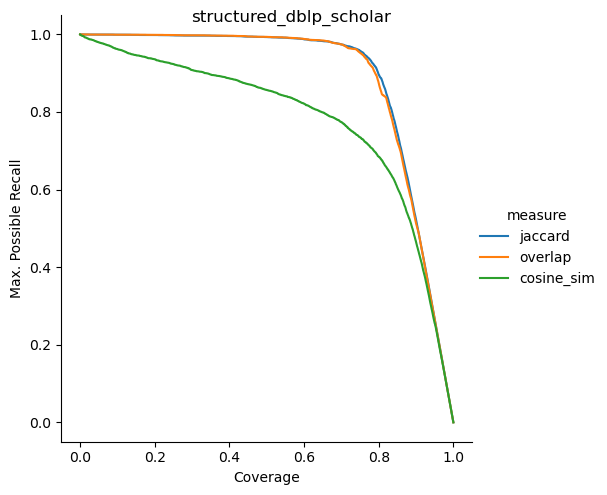 structured_dblp_scholar
Max. Possible Recall
1.0
0.8
0.6
0.4
0.2
0.0
0.0 0.2 0.4 0.6 0.8 1.0
Coverage
measure
jaccard
overlap
cosine_sim